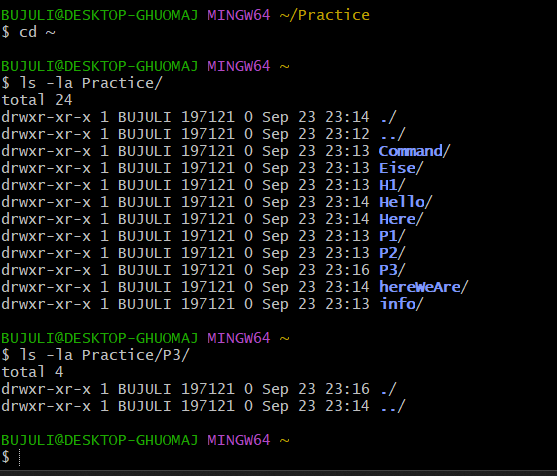 BUJULI@DESKTOP-GHUOMAJ MINGW64 ~/Practice
$ cd ~
BUJULI@DESKTOP-GHUOMAJ MINGW64 ~
$ ls -la Practice/
total 24
drwxr-xr-x 1 BUJULI 197121 0 Sep 23 23:14 ./
drwxr-xr-x 1 BUJULI 197121 0 Sep 23 23:12 ../
drwxr-xr-x 1 BUJULI 197121 0 Sep 23 23:13 Command/
drwxr-xr-x 1 BUJULI 197121 0 Sep 23 23:13 Eise/
drwxr-xr-x 1 BUJULI 197121 0 Sep 23 23:13 H1/
drwxr-xr-x 1 BUJULI 197121 0 Sep 23 23:14 Hello/
drwxr-xr-x 1 BUJULI 197121 0 Sep 23 23:14 Here/
drwxr-xr-x 1 BUJULI 197121 0 Sep 23 23:13 P1/
drwxr-xr-x 1 BUJULI 197121 0 Sep 23 23:13 P2/
drwxr-xr-x 1 BUJULI 197121 0 Sep 23 23:16 P3/
drwxr-xr-x 1 BUJULI 197121 0 Sep 23 23:14 hereWeAre/
drwxr-xr-x 1 BUJULI 197121 0 Sep 23 23:13 info/
BUJULI@DESKTOP-GHUOMAJ MINGW64 ~
$ ls -la Practice/P3/
total 4
drwxr-xr-x 1 BUJULI 197121 0 Sep 23 23:16 ./
drwxr-xr-x 1 BUJULI 197121 0 Sep 23 23:14 ../
BUJULI@DESKTOP-GHUOMAJ MINGW64 ~
$